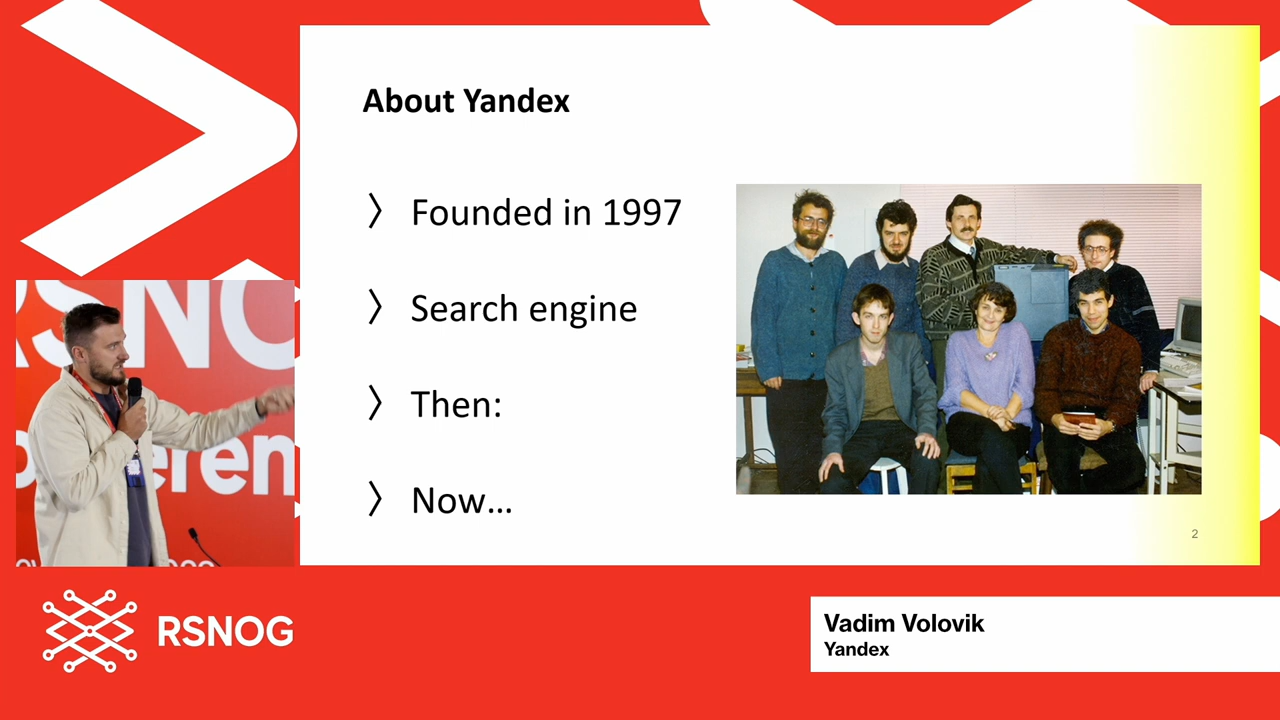 About Yandex
〉 Founded in 1997
〉 Search engine
〉 Then:
〉 Now...
2
RSNOG
Vadim Volovik
Yandex